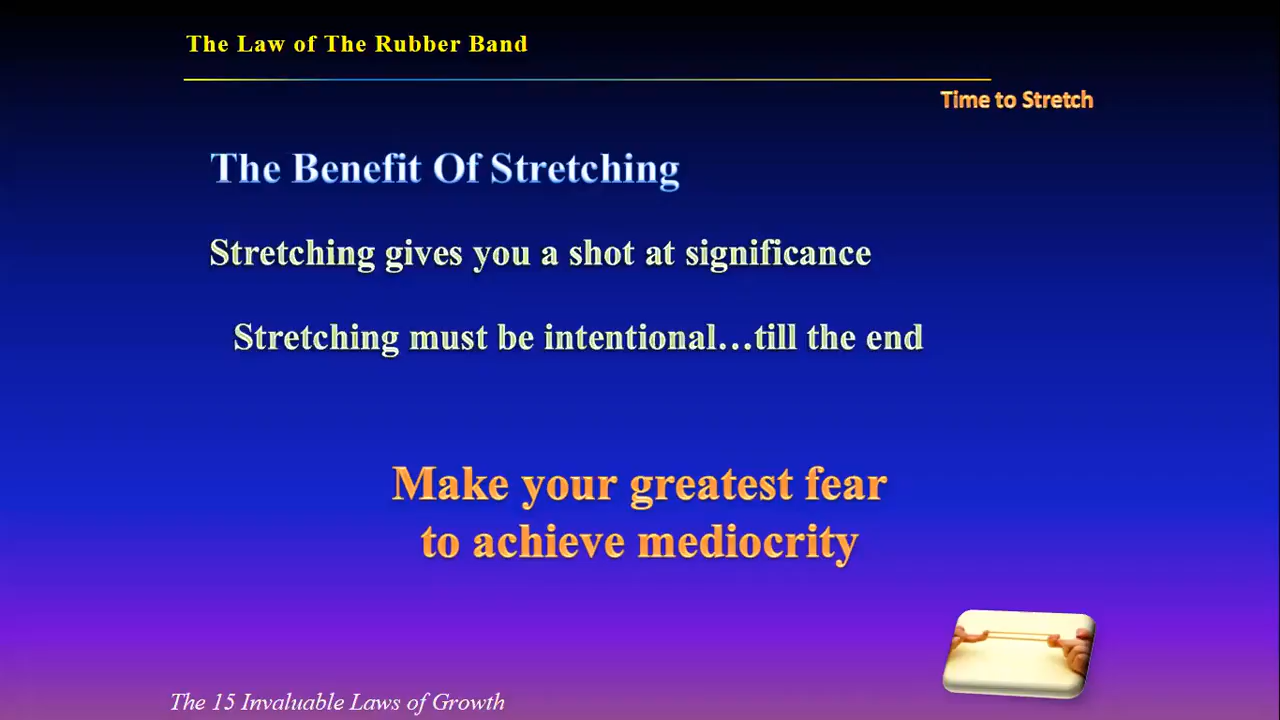 The Law of The Rubber Band
Time to Stretch
The Benefit Of Stretching
Stretching gives you a shot at significance
Stretching must be intentional…till the end
Make your greatest fear
to achieve mediocrity
The 15 Invaluable Laws of Growth